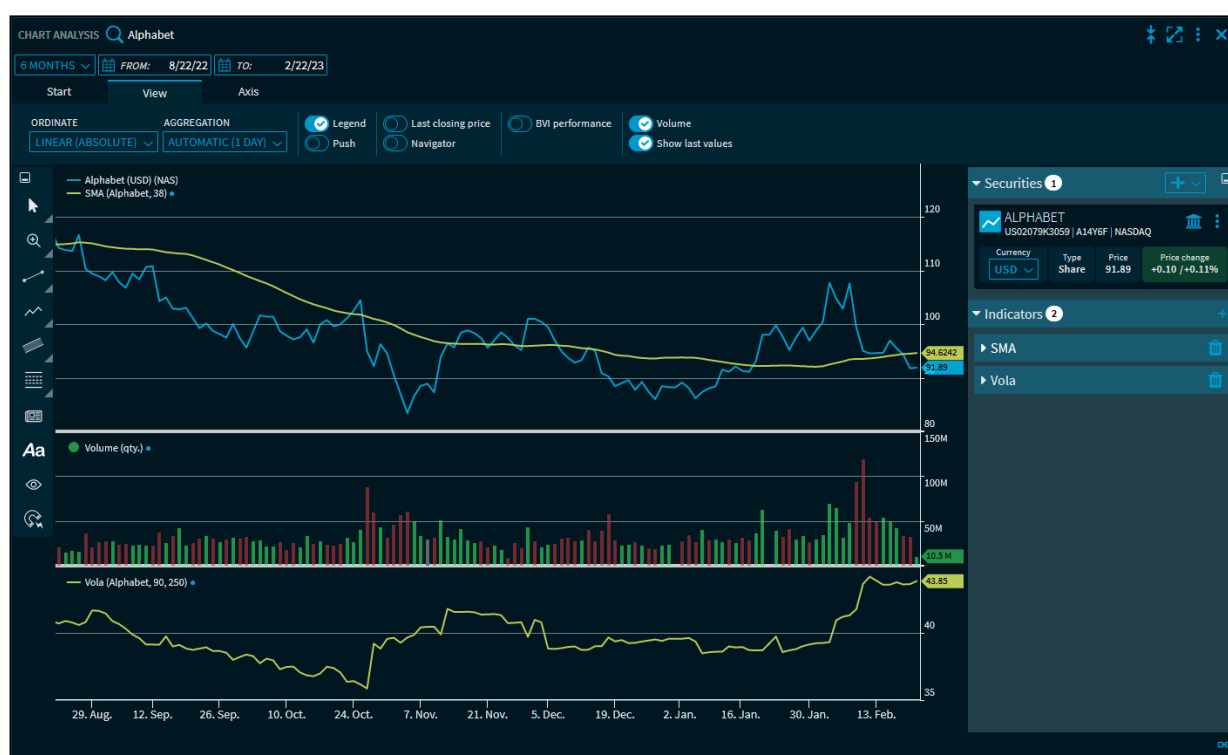 CHART ANALYSIS Alphabet
6 MONTHS FROM: 8/22/22 TO: 2/22/23
Start View Axis
ORDINATE AGGREGATION
LINEAR (ABSOLUTE) AUTOMATIC (1 DAY)
Legend Last closing price BVI performance Volume
Push Navigator Show last values
Alphabet (USD) (NAS)
SMA (Alphabet, 38)
120
110
100
94.6242
91.89
80
Aa
Volume (qty.)
150M
100M
50M
10.5 M
Vola (Alphabet, 90, 250)
43.85
40
35
29. Aug. 12. Sep. 26. Sep. 10. Oct. 24. Oct. 7. Nov. 21. Nov. 5. Dec. 19. Dec. 2. Jan. 16. Jan. 30. Jan. 13. Feb.
Securities 1
ALPHABET
US02079K3059 | A14Y6F | NASDAQ
Currency Type Price Price change
USD Share 91.89 +0.10 /+0.11%
Indicators 2
SMA
Vola